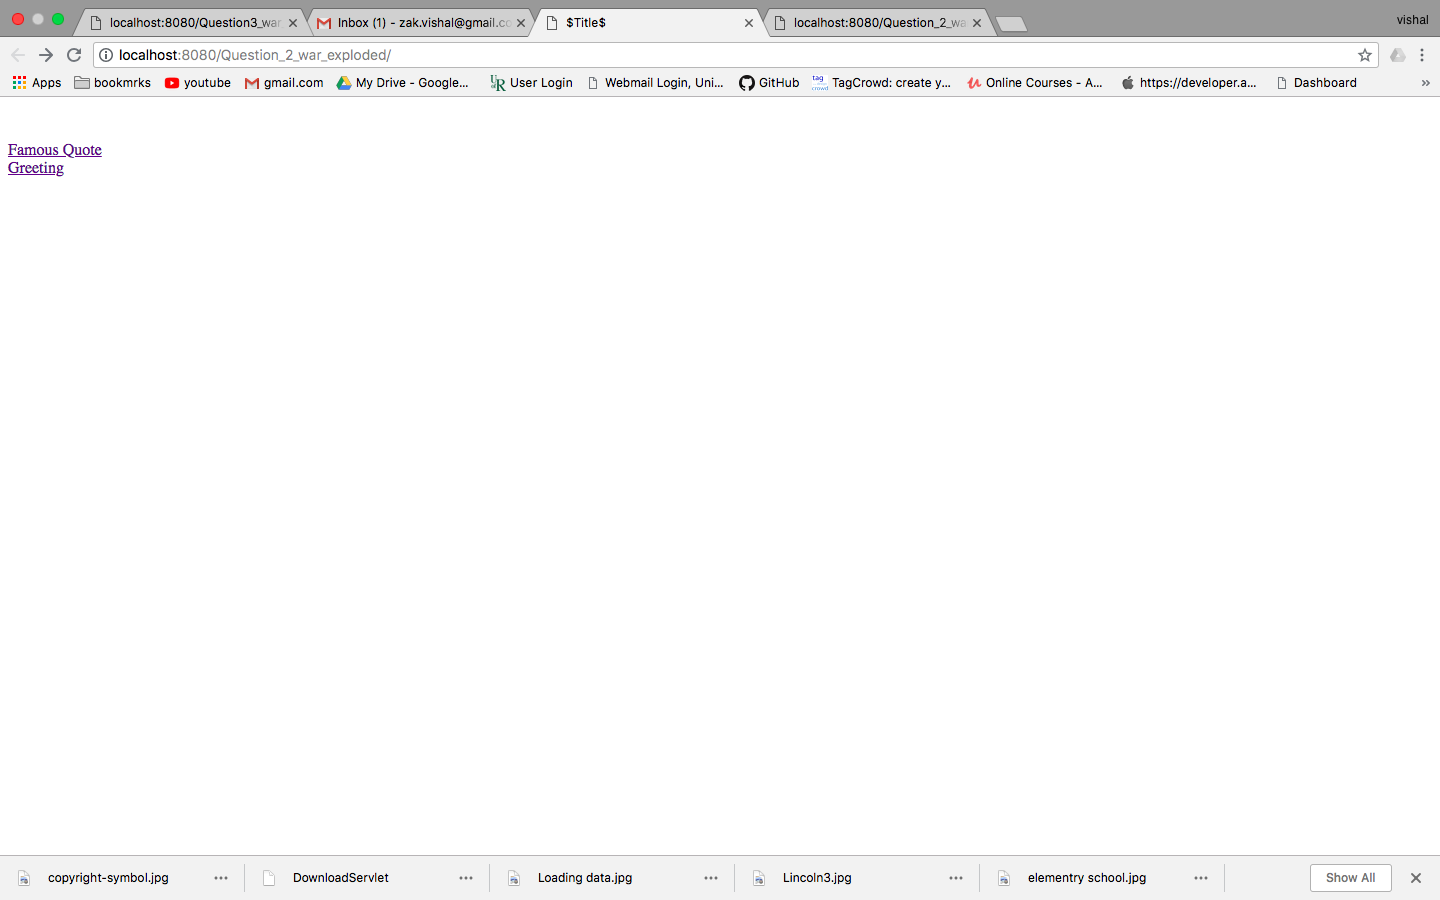 localhost:8080/Question3_war
Inbox (1) - zak.vishal@gmail.co
$Title$
localhost:8080/Question_2_wa
vishal
localhost:8080/Question_2_war_exploded/
Apps
bookmrks
youtube
gmail.com
My Drive - Google...
User Login
Webmail Login, Uni...
GitHub
tag crowd
TagCrowd: create y...
Online Courses - A...
https://developer.a...
Dashboard
»
Famous Quote
Greeting
copyright-symbol.jpg
DownloadServlet
Loading data.jpg
Lincoln3.jpg
elementry school.jpg
Show All